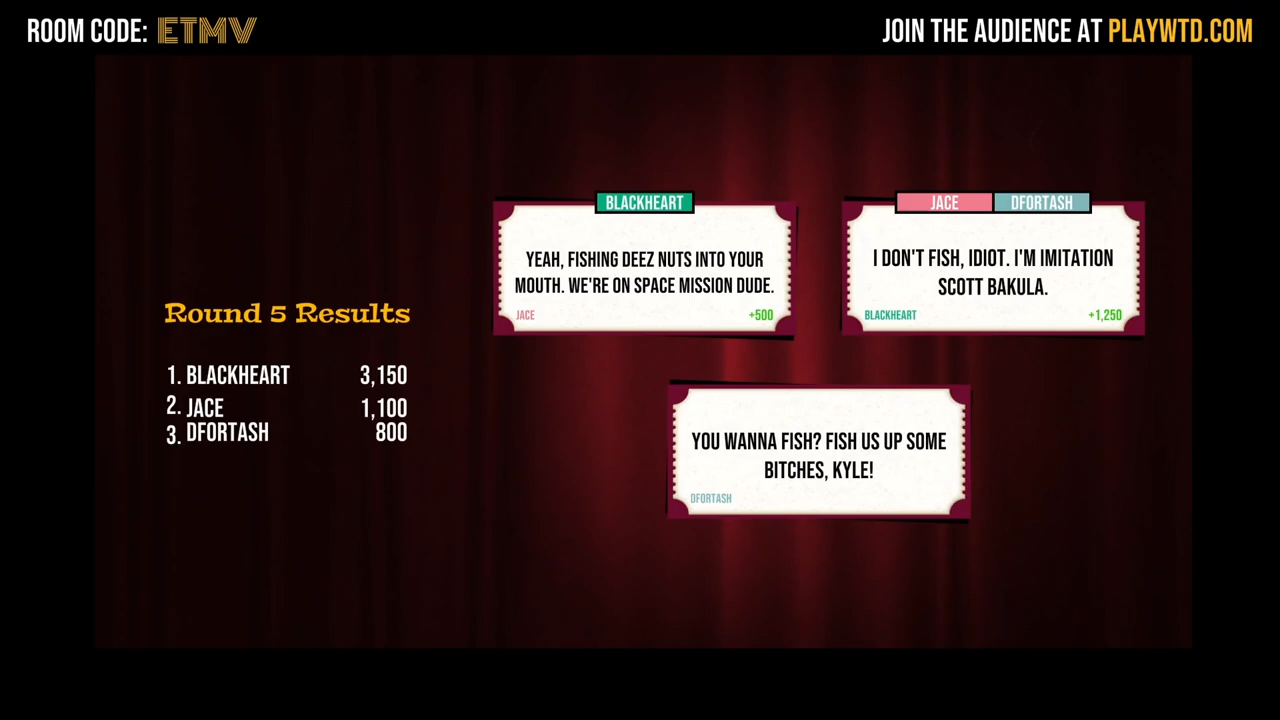 ROOM CODE: ETMV
JOIN THE AUDIENCE AT PLAYWTD.COM
Round 5 Results
1. BLACKHEART 3,150
2. JACE 1,100
3. DFORTASH 800
BLACKHEART
YEAH, FISHING DEEZ NUTS INTO YOUR
MOUTH. WE'RE ON SPACE MISSION DUDE.
JACE +500
JACE DFORTASH
I DON'T FISH, IDIOT. I'M IMITATION
SCOTT BAKULA.
BLACKHEART +1,250
YOU WANNA FISH? FISH US UP SOME
BITCHES, KYLE!
DFORTASH